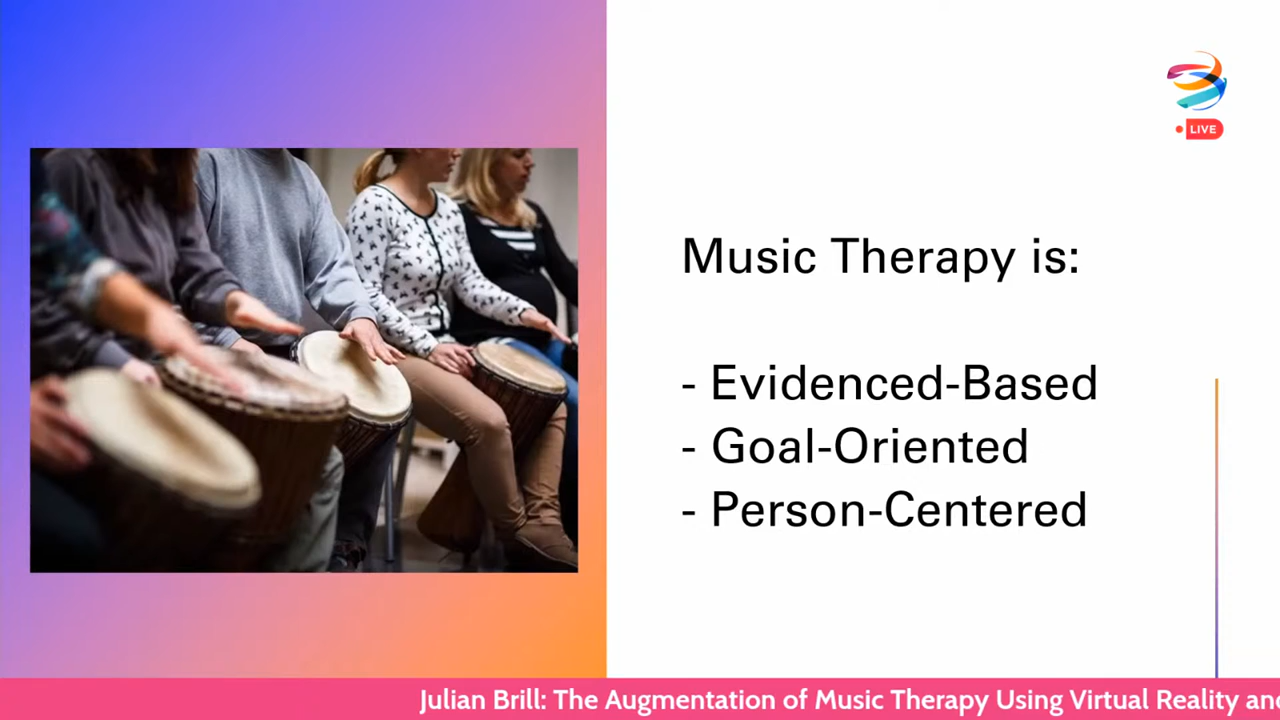 LIVE
Music Therapy is:
- Evidenced-Based
- Goal-Oriented
- Person-Centered
Julian Brill: The Augmentation of Music Therapy Using Virtual Reality and